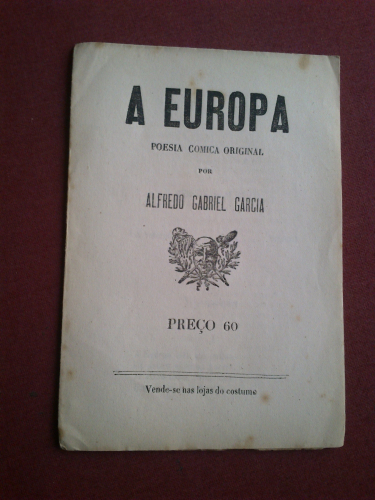 A EUROPA
POESIA COMICA ORIGINAL
POR
ALFREDO GABRIEL GARCIA
PREÇO 60
Vende-se nas lojas do costume